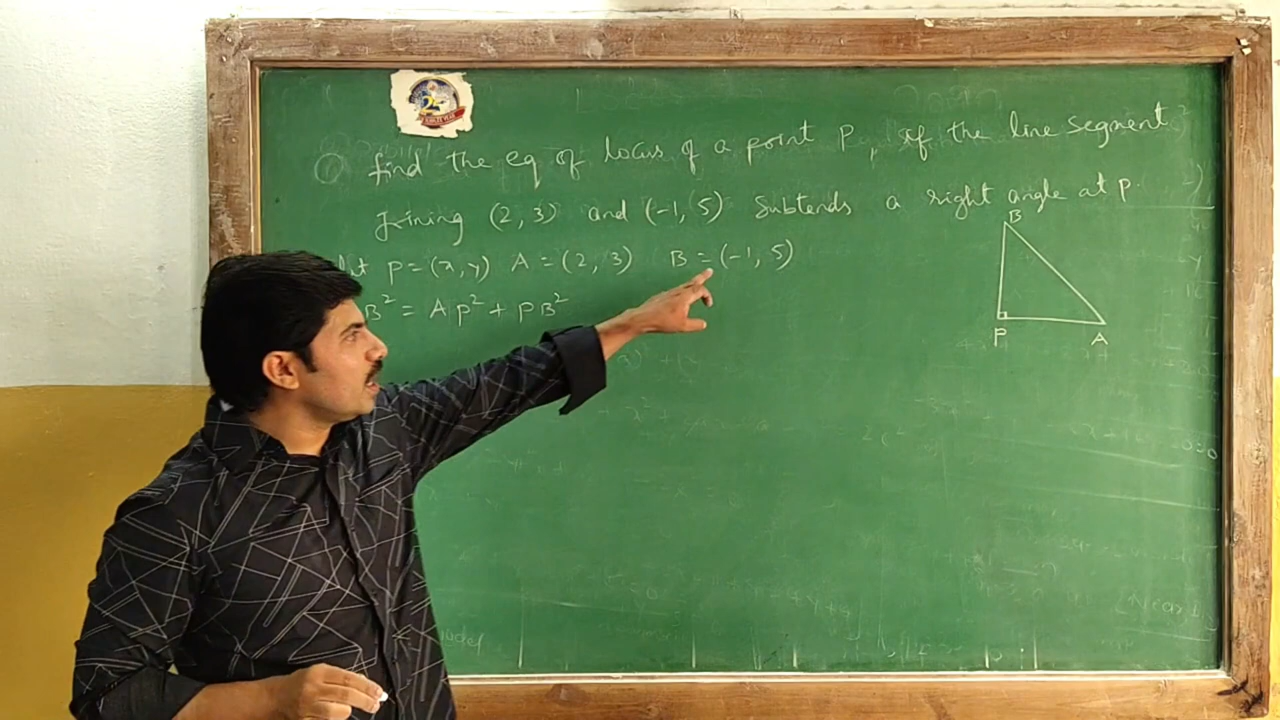 find the eq of locus of a point P, if the line segment
Joining (2, 3) and (-1, 5) Subtends a right angle at P.
P = (x, y) A = (2, 3) B = (-1, 5)
B² = AP² + PB²
B
P A